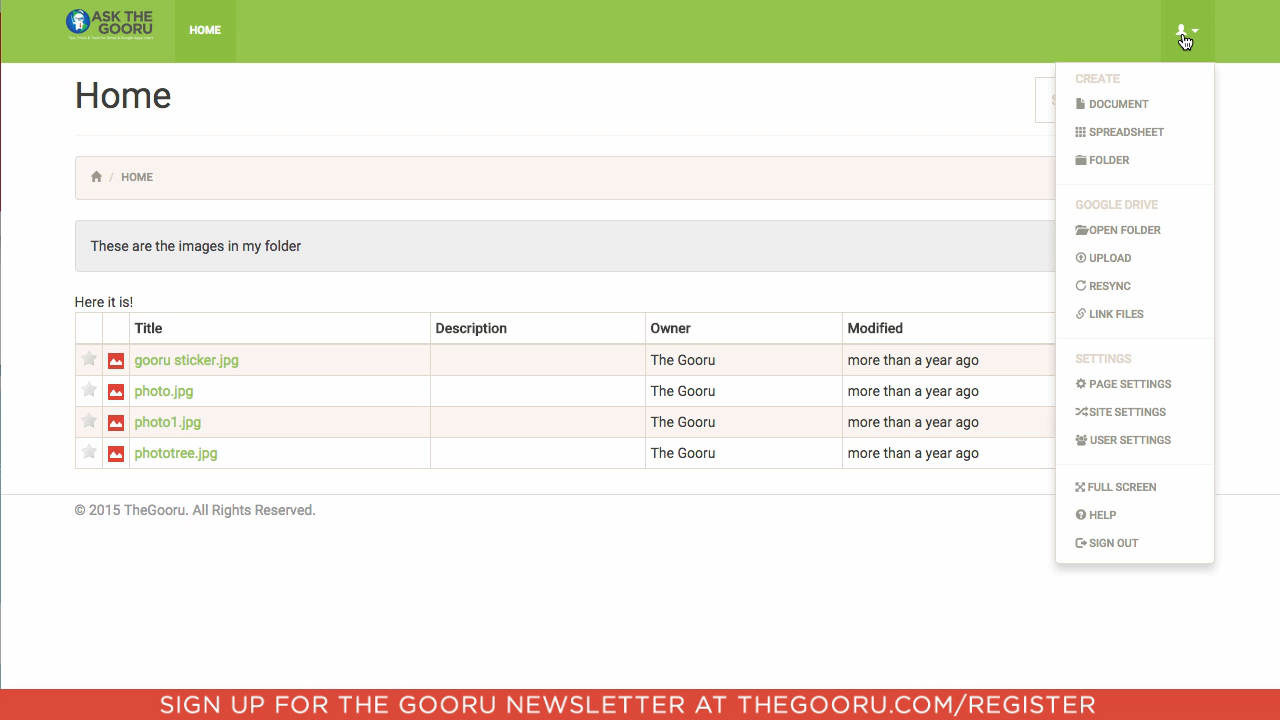 ASK THE
GOORU
HOME
Home
CREATE
DOCUMENT
SPREADSHEET
FOLDER
GOOGLE DRIVE
OPEN FOLDER
UPLOAD
RESYNC
LINK FILES
SETTINGS
PAGE SETTINGS
SITE SETTINGS
USER SETTINGS
FULL SCREEN
HELP
SIGN OUT
/ HOME
These are the images in my folder
Here it is!
Title Description Owner Modified
gooru sticker.jpg The Gooru more than a year ago
photo.jpg The Gooru more than a year ago
photo1.jpg The Gooru more than a year ago
phototree.jpg The Gooru more than a year ago
© 2015 TheGooru. All Rights Reserved.
SIGN UP FOR THE GOORU NEWSLETTER AT THEGOORU.COM/REGISTER